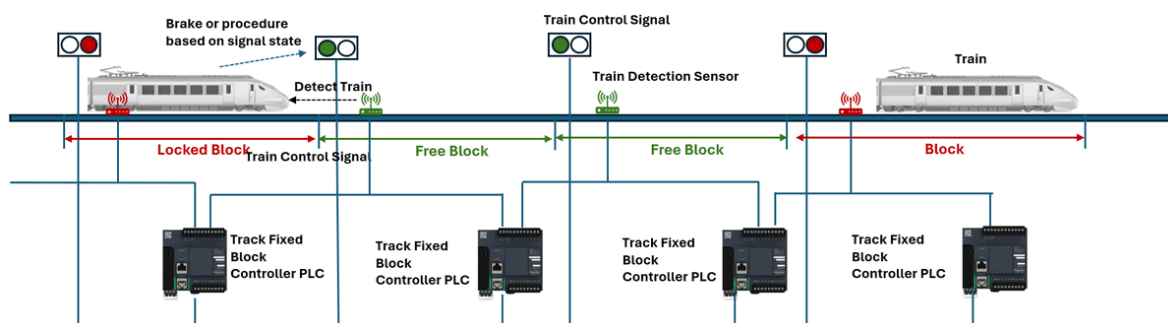 Brake or procedure
based on signal state
Train Control Signal
Detect Train
Train Detection Sensor
Train
Locked Block
Train Control Signal
Free Block
Free Block
Block
Track Fixed
Block
Controller PLC
Track Fixed
Block
Controller PLC
Track Fixed
Block
Controller PLC
Track Fixed
Block
Controller PLC